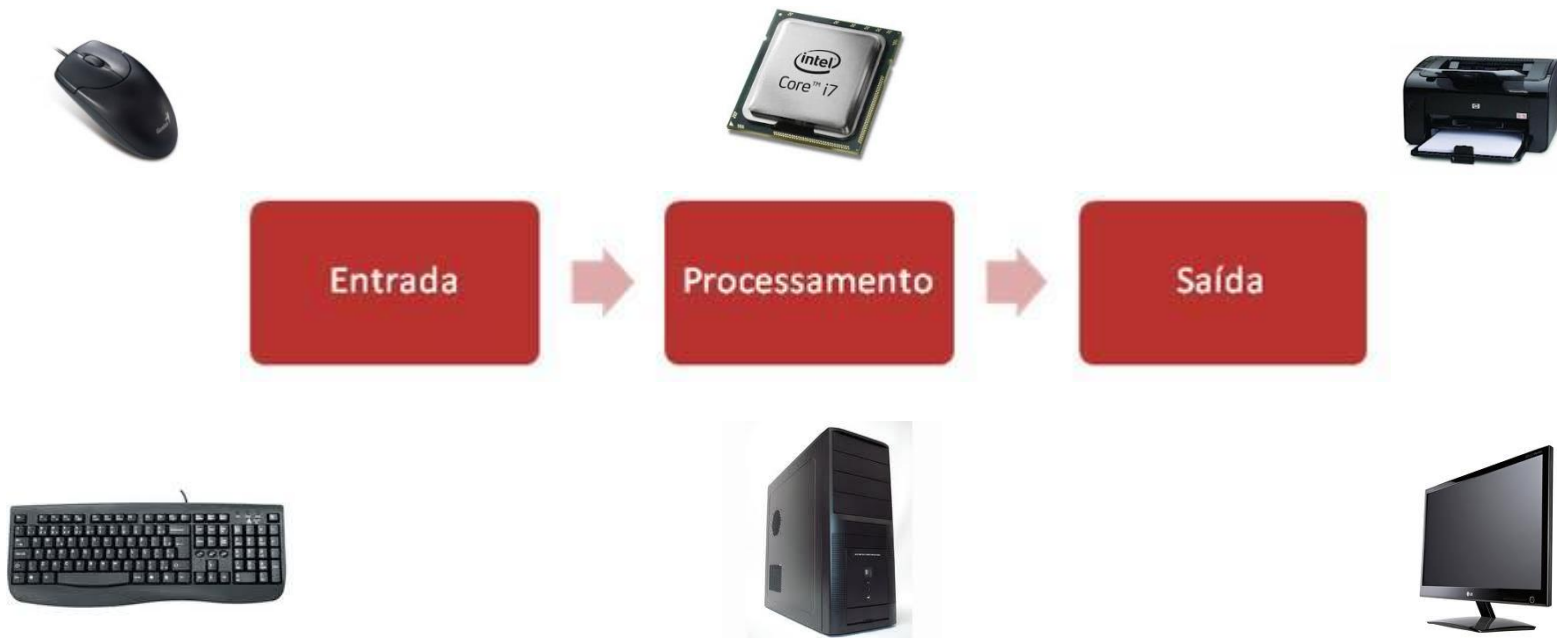 intel
Core™ i7
Entrada
Processamento
Saída